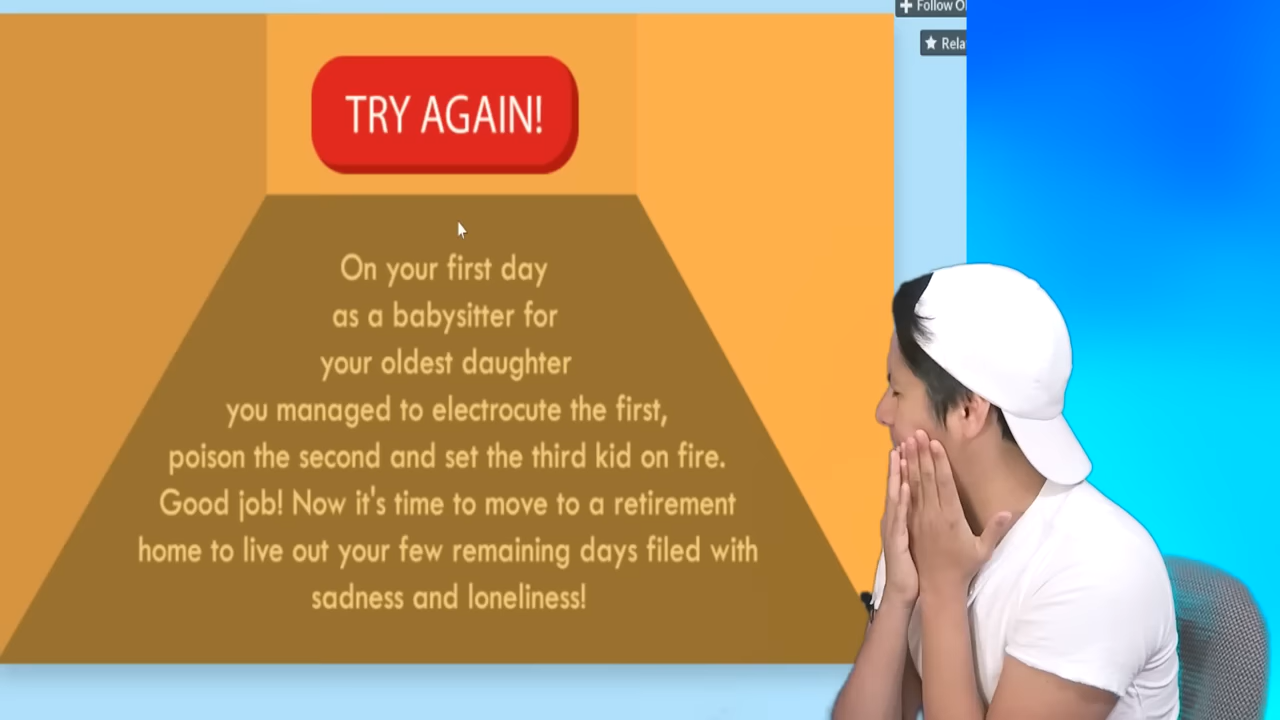 Follow
Rela
TRY AGAIN!
On your first day
as a babysitter for
your oldest daughter
you managed to electrocute the first,
poison the second and set the third kid on fire.
Good job! Now it's time to move to a retirement
home to live out your few remaining days filed with
sadness and loneliness!